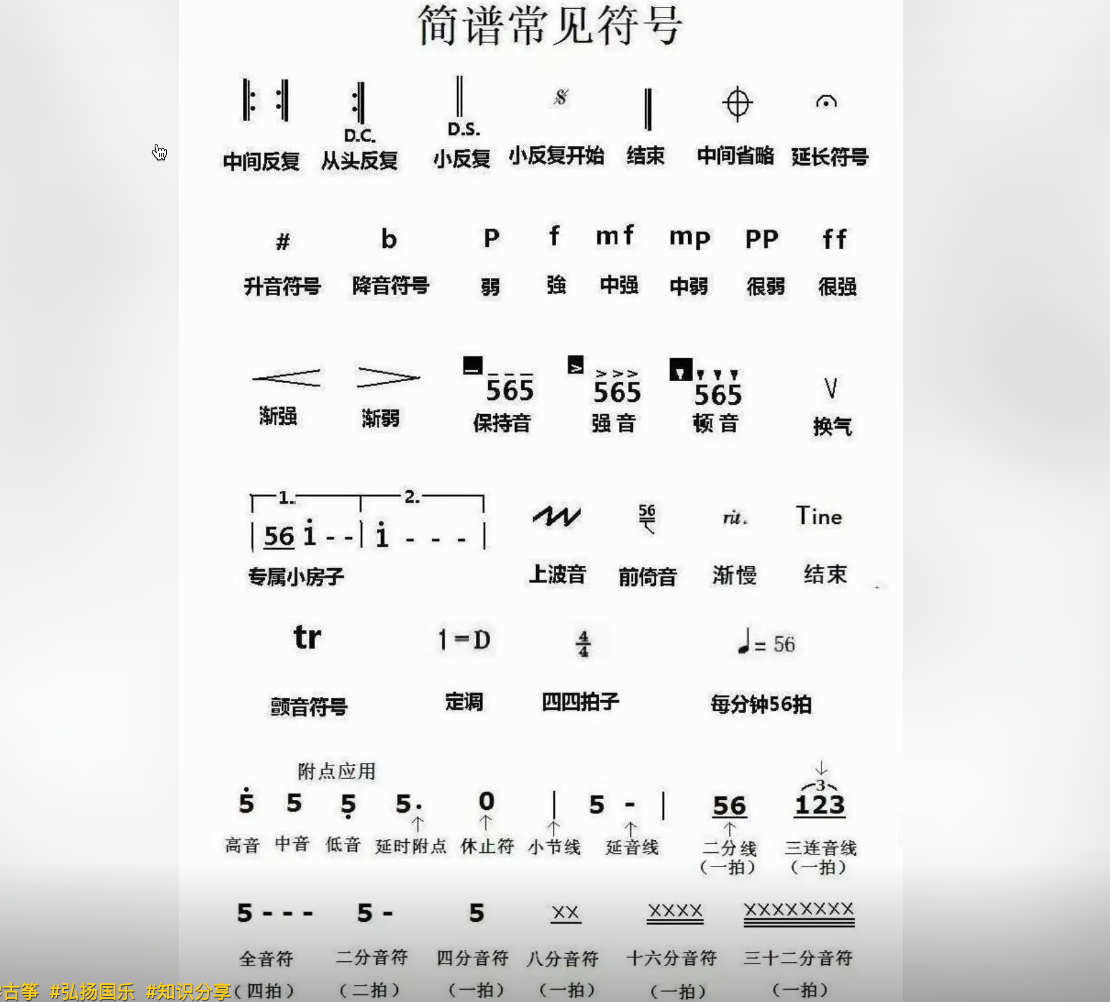 简谱常见符号
D.C. D.S.
中间反复 从头反复 小反复 小反复开始 结束 中间省略 延长符号
# b P f mf mp PP ff
升音符号 降音符号 弱 強 中强 中弱 很弱 很强
> > > >
565 565 565 V
渐强 渐弱 保持音 强音 顿音 换气
1. 2.
| 56 i - - | i - - - | 56 rit. Tine
专属小房子 上波音 前倚音 渐慢 结束
tr 1=D 4/4 ♩= 56
颤音符号 定调 四四拍子 每分钟56拍
附点应用
3
5 5 5 5. 0 | 5 - | 56 123
高音 中音 低音 延时附点 休止符 小节线 延音线 二分线 三连音线
(一拍) (一拍)
5 - - - 5 - 5 XX XXXX XXXXXXXX
全音符 二分音符 四分音符 八分音符 十六分音符 三十二分音符
(四拍) (二拍) (一拍) (一拍) (一拍) (一拍)
古筝 #弘扬国乐 #知识分享